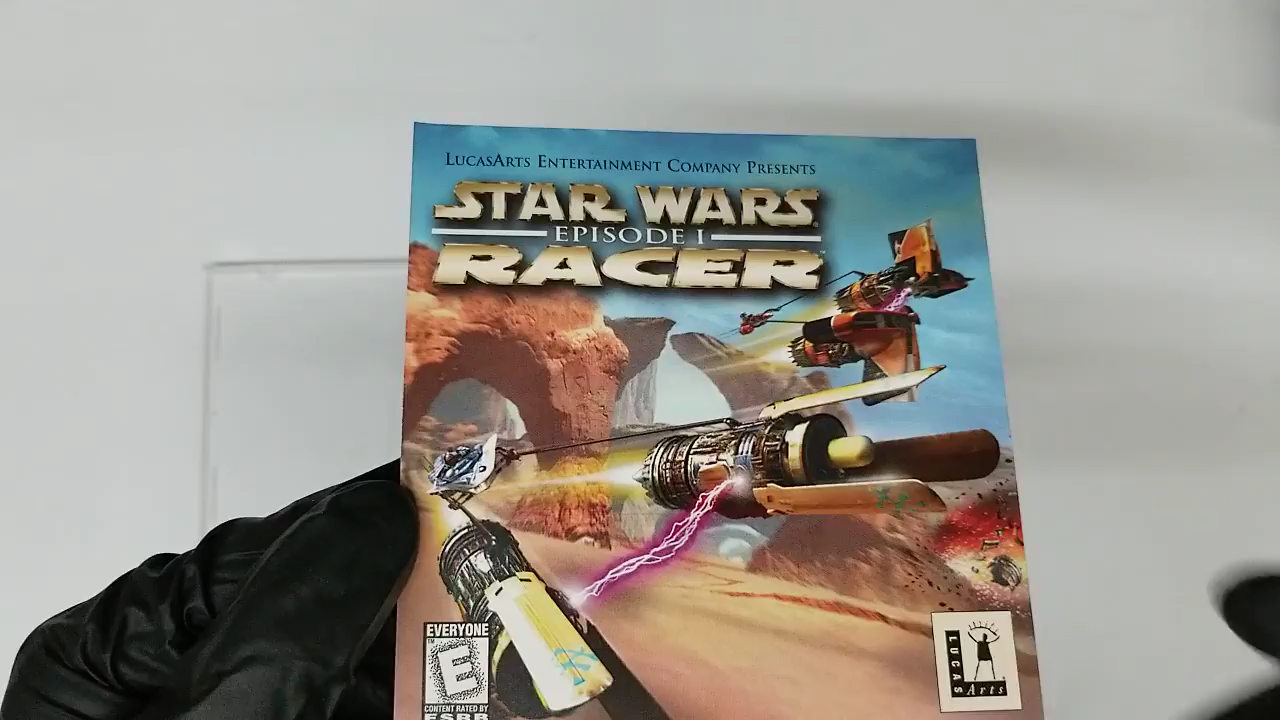 LucasArts Entertainment Company Presents
STAR WARS
EPISODE I
RACER
EVERYONE
E
CONTENT RATED BY
ESRB
LUCAS
Arts